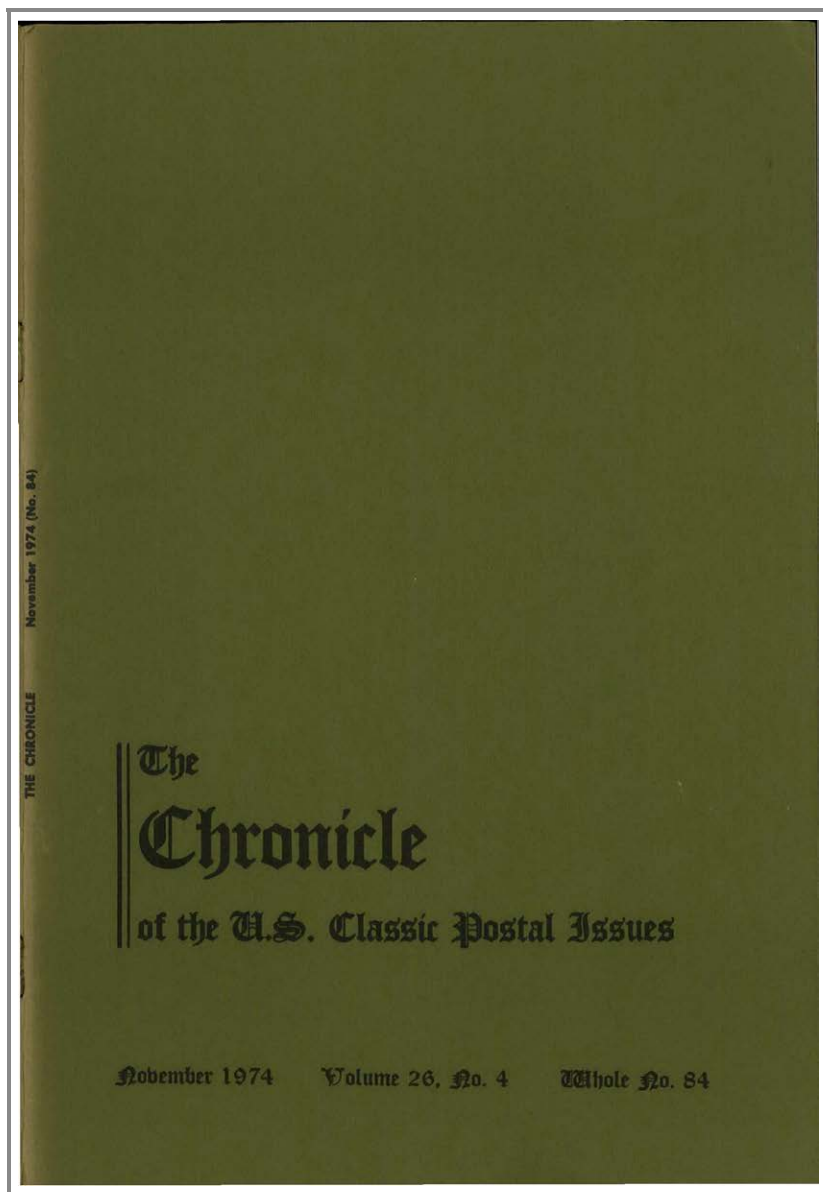 THE CHRONICLE November 1974 (No. 84)
The
Chronicle
of the U.S. Classic Postal Issues
November 1974 Volume 26, No. 4 Whole No. 84